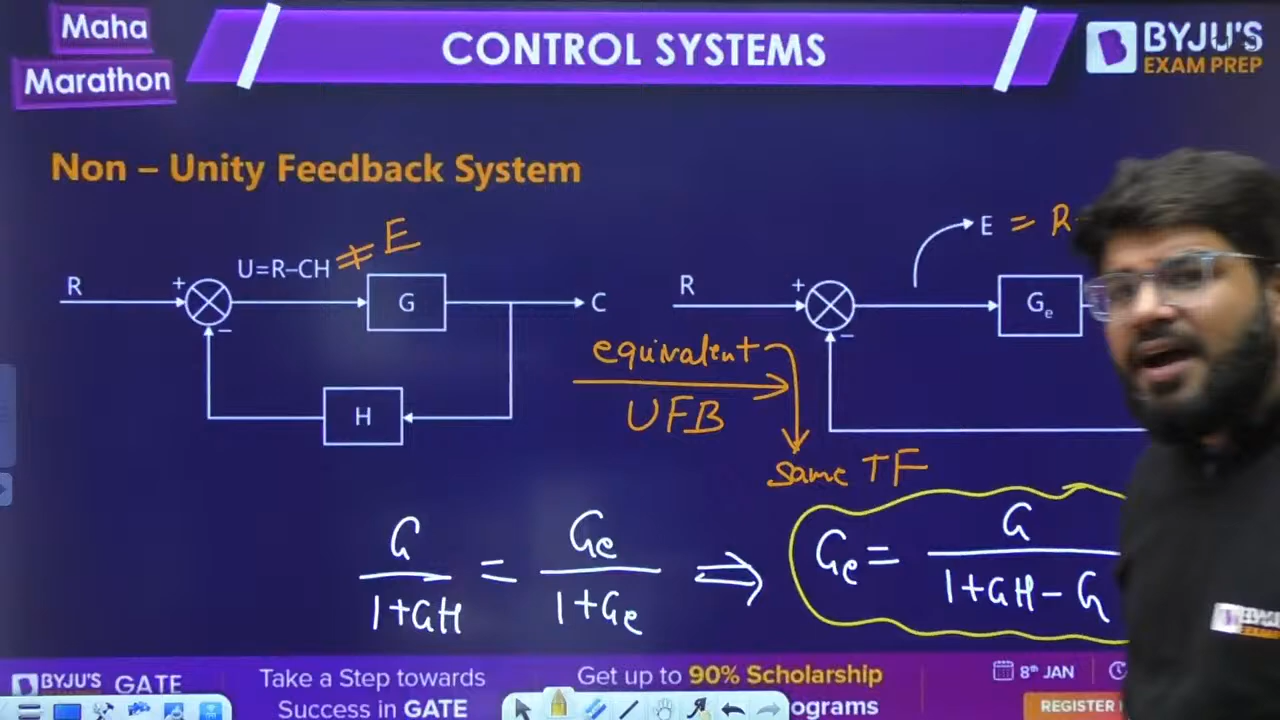 Maha
Marathon
CONTROL SYSTEMS
BYJU'S
EXAM PREP
Non – Unity Feedback System
R
+
–
U=R–CH ≠ E
G
C
H
equivalent
UFB
same TF
R
+
–
E = R
Ge
G/(1+GH) = Ge/(1+Ge) ⇒ Ge = G/(1+GH–G)
BYJU'S
GATE
Take a Step towards
Success in GATE
Get up to 90% Scholarship
ograms
8th JAN
REGISTER